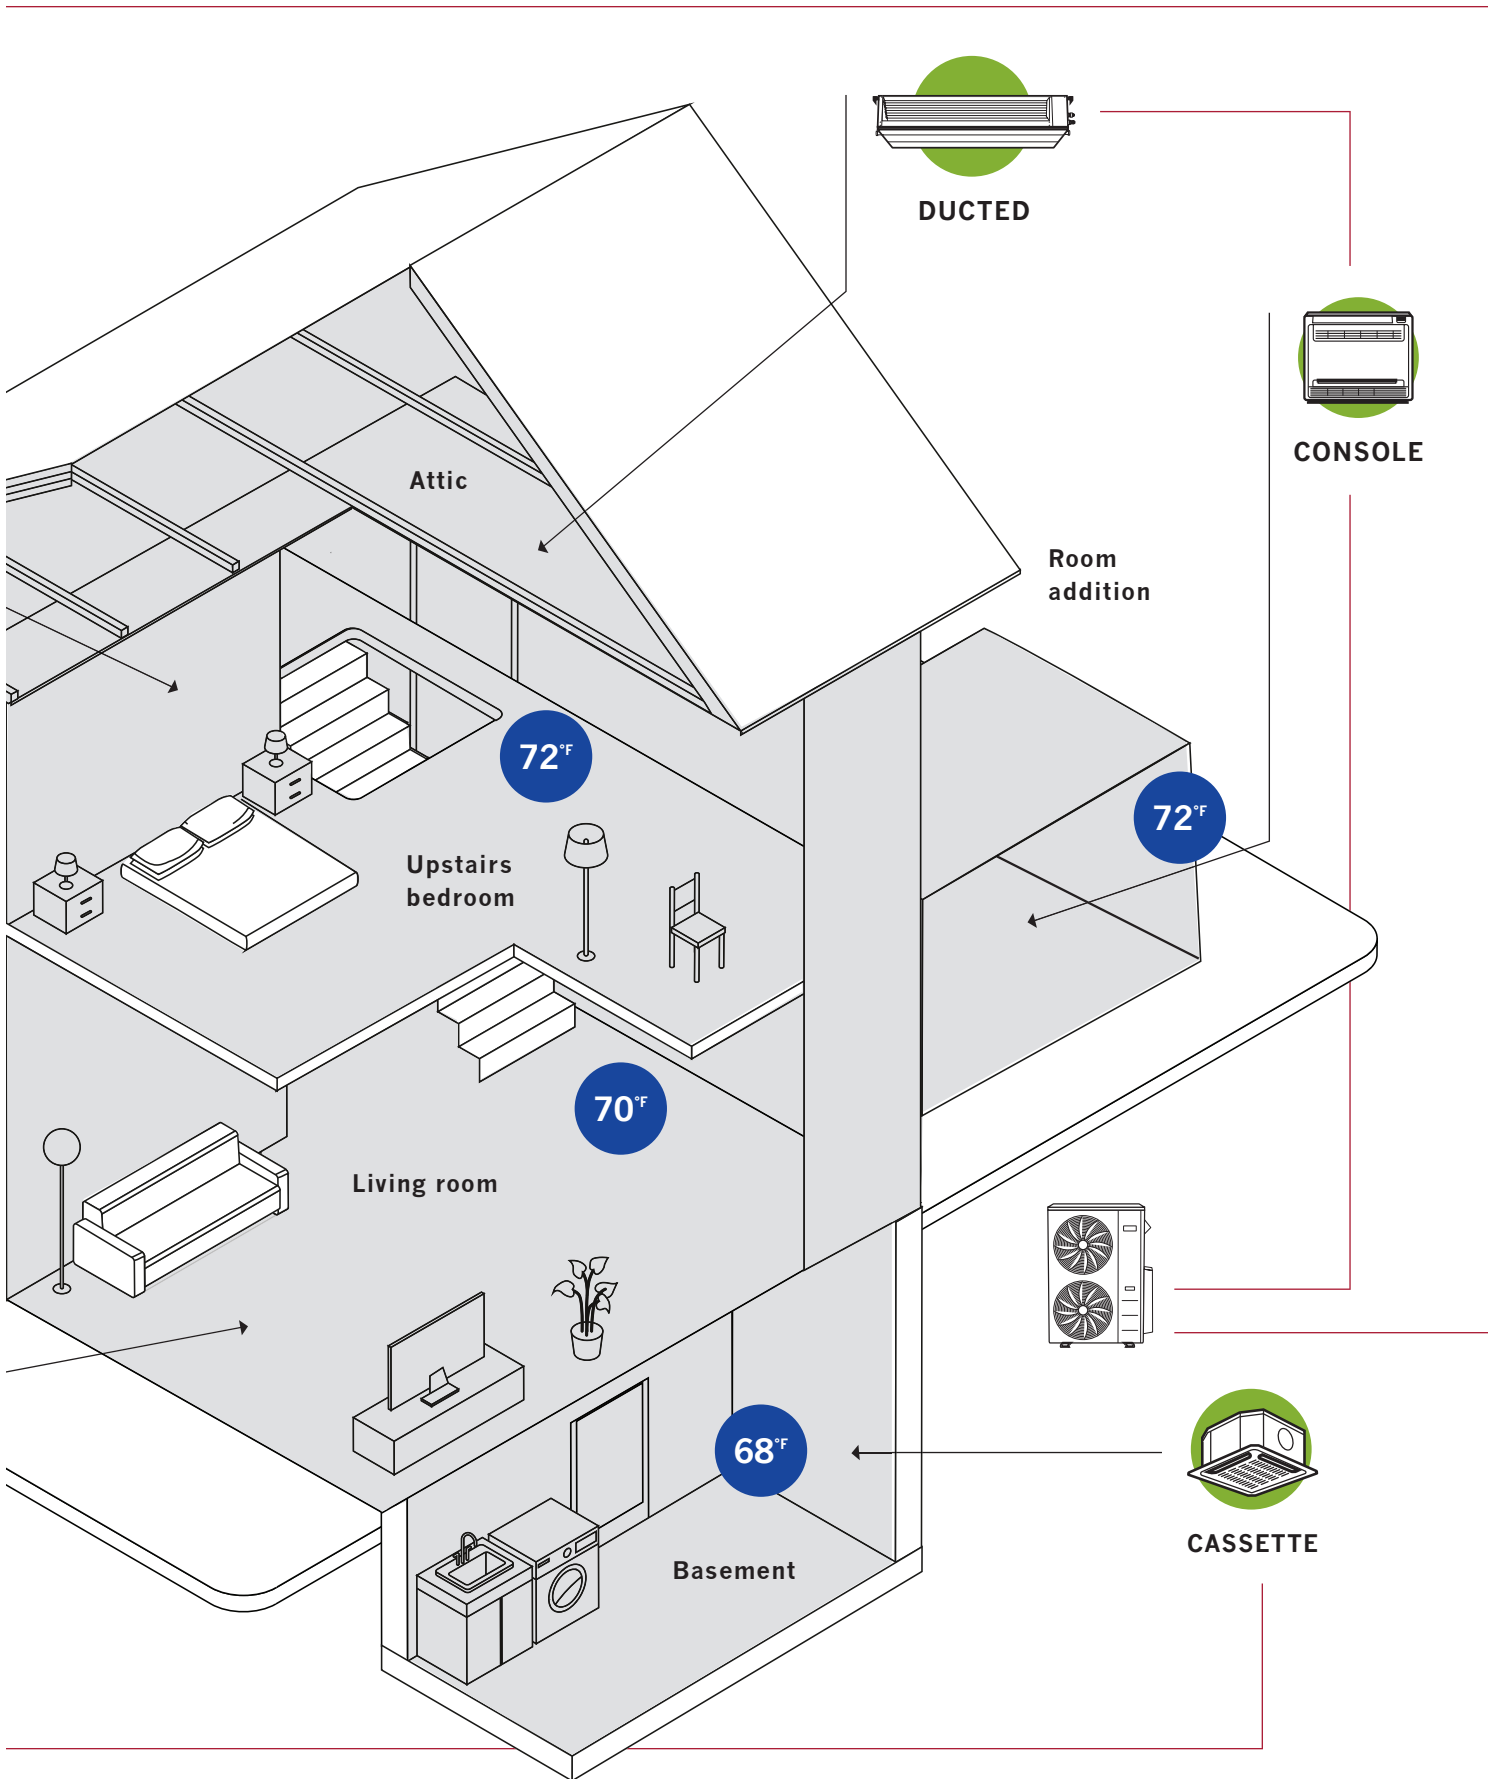 DUCTED
CONSOLE
Attic
Room
addition
72°F
72°F
Upstairs
bedroom
70°F
Living room
68°F
CASSETTE
Basement